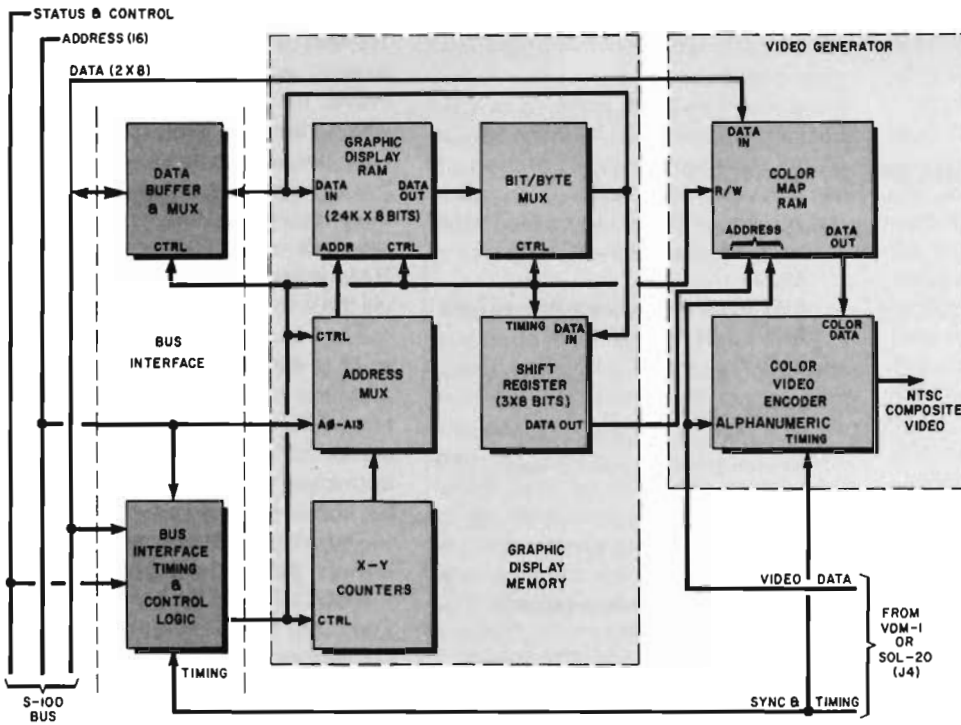 STATUS & CONTROL
ADDRESS (16)
DATA (2 X 8)
VIDEO GENERATOR
DATA
BUFFER
& MUX
CTRL
GRAPHIC
DISPLAY
RAM
DATA
IN
DATA
OUT
(24K X 8 BITS)
ADDR
CTRL
BIT/BYTE
MUX
CTRL
DATA
IN
COLOR
MAP
RAM
R/W
ADDRESS
DATA
OUT
BUS
INTERFACE
CTRL
ADDRESS
MUX
AØ-A13
TIMING
DATA
IN
SHIFT
REGISTER
(3X8 BITS)
DATA OUT
COLOR
DATA
COLOR
VIDEO
ENCODER
ALPHANUMERIC
TIMING
NTSC
COMPOSITE
VIDEO
BUS
INTERFACE
TIMING
&
CONTROL
LOGIC
X-Y
COUNTERS
CTRL
GRAPHIC
DISPLAY
MEMORY
VIDEO DATA
FROM
VDM-1
OR
SOL-20
(J4)
TIMING
SYNC & TIMING
S-100
BUS